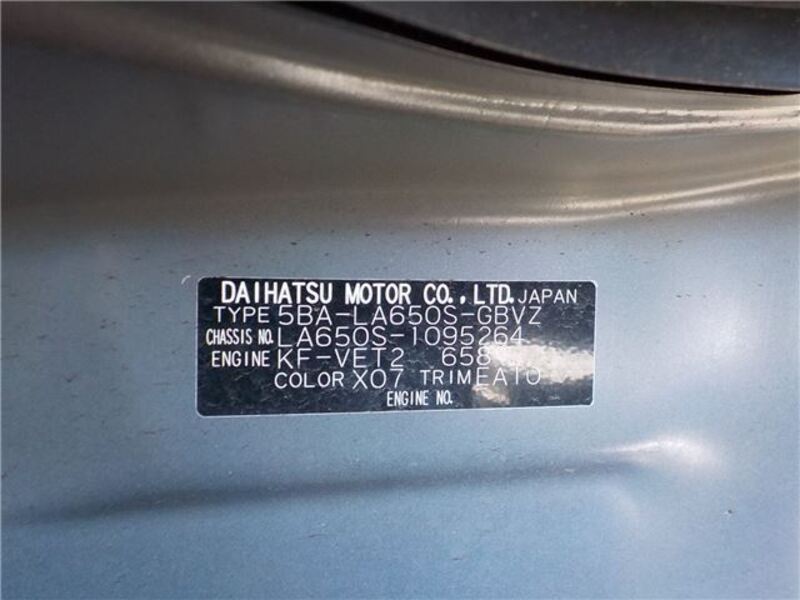 DAIHATSU MOTOR CO., LTD. JAPAN
TYPE 5BA-LA650S-GBVZ
CHASSIS NO. LA650S-1095264
ENGINE KF-VET2 658
COLOR X07 TRIM EA10
ENGINE NO.